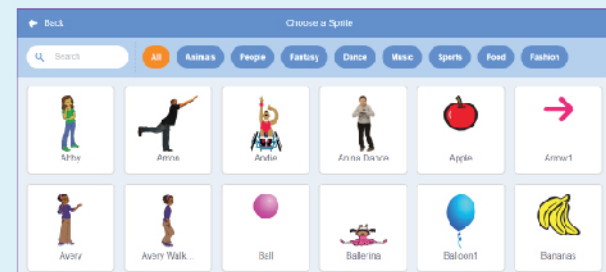 Back Choose a Sprite
Search All Animals People Fantasy Dance Music Sports Food Fashion
Abby Amon Andie Anina Dance Apple Arrow1
Avery Avery Walk... Ball Ballerina Balloon1 Bananas